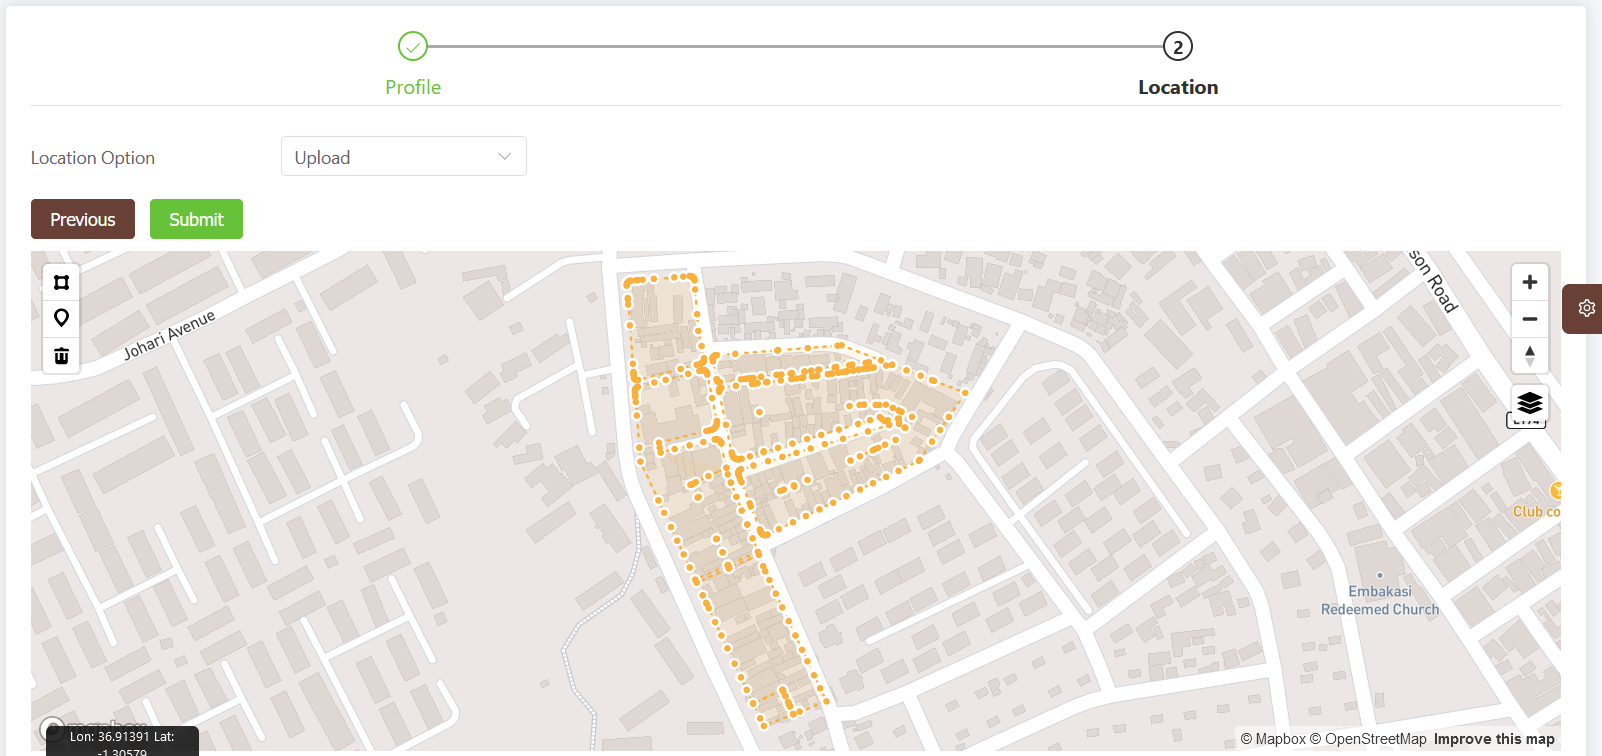 2
Profile
Location
Location Option
Upload
Previous
Submit
son Road
Johari Avenue
Club co
Embakasi
Redeemed Church
mapbox
Lon: 36.91391 Lat:
-1.30579
© Mapbox © OpenStreetMap Improve this map